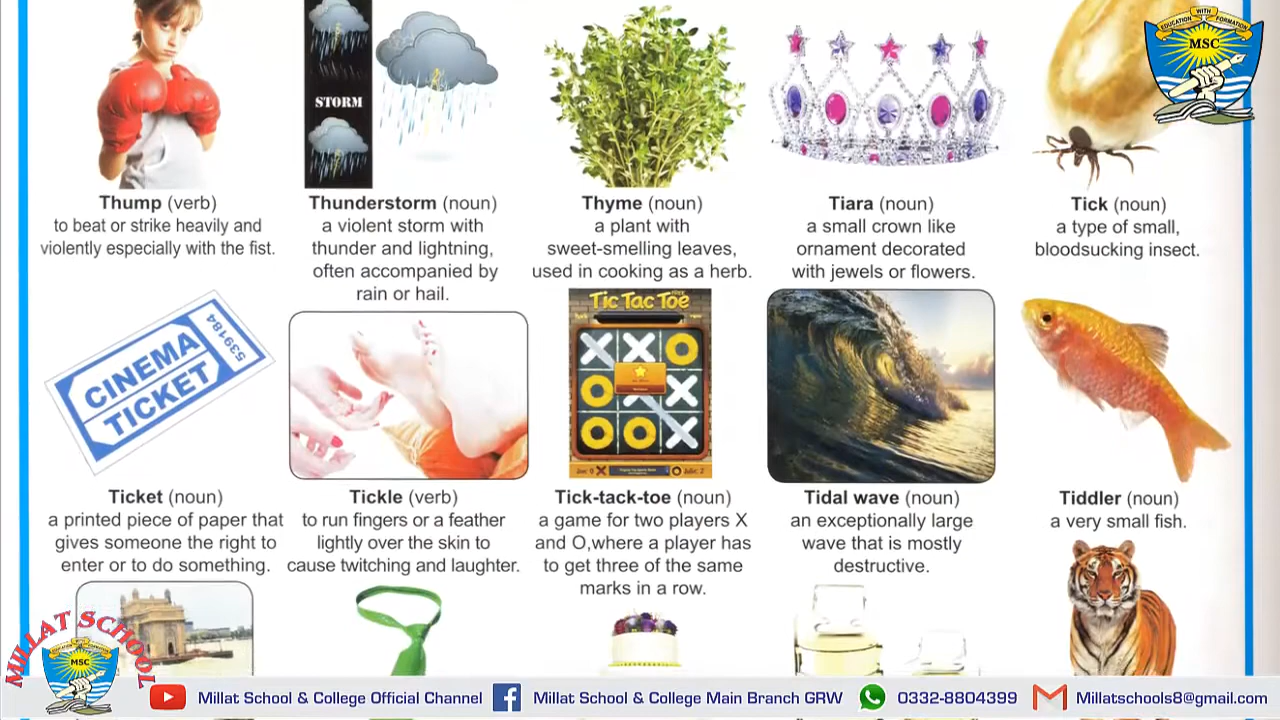 EDUCATION WITH FORMATION
MSC
STORM
Thump (verb)
to beat or strike heavily and
violently especially with the fist.
Thunderstorm (noun)
a violent storm with
thunder and lightning,
often accompanied by
rain or hail.
Thyme (noun)
a plant with
sweet-smelling leaves,
used in cooking as a herb.
Tiara (noun)
a small crown like
ornament decorated
with jewels or flowers.
Tick (noun)
a type of small,
bloodsucking insect.
CINEMA
TICKET
539184
Tic Tac Toe
FREE
Ticket (noun)
a printed piece of paper that
gives someone the right to
enter or to do something.
Tickle (verb)
to run fingers or a feather
lightly over the skin to
cause twitching and laughter.
Tick-tack-toe (noun)
a game for two players X
and O,where a player has
to get three of the same
marks in a row.
Tidal wave (noun)
an exceptionally large
wave that is mostly
destructive.
Tiddler (noun)
a very small fish.
MILLAT SCHOOL
MSC
Millat School & College Official Channel
Millat School & College Main Branch GRW
0332-8804399
Millatschools8@gmail.com